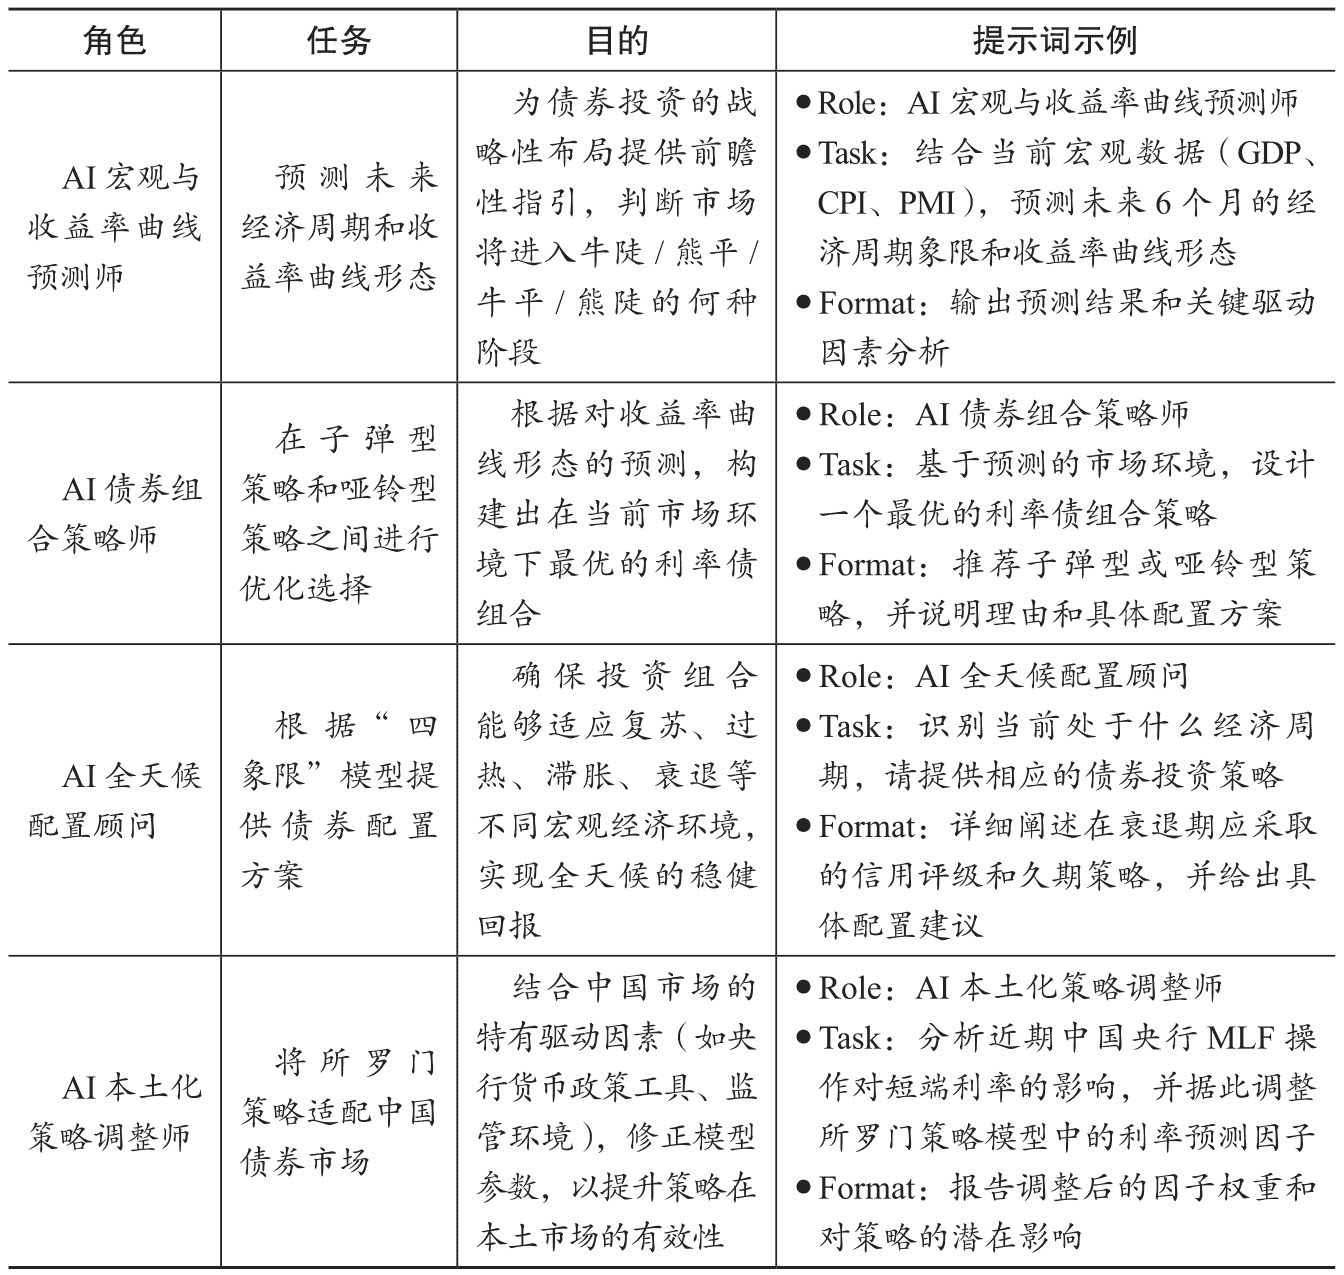 角色
任务
目的
提示词示例
AI 宏观与
收益率曲线
预测师
预测未来
经济周期和收
益率曲线形态
为债券投资的战
略性布局提供前瞻
性指引，判断市场
将进入牛陡 / 熊平 /
牛平 / 熊陡的何种
阶段
●Role：AI 宏观与收益率曲线预测师
●Task：结合当前宏观数据（GDP、
CPI、PMI），预测未来 6 个月的经
济周期象限和收益率曲线形态
●Format：输出预测结果和关键驱动
因素分析
AI 债券组
合策略师
在子弹型
策略和哑铃型
策略之间进行
优化选择
根据对收益率曲
线形态的预测，构
建出在当前市场环
境下最优的利率债
组合
●Role：AI 债券组合策略师
●Task：基于预测的市场环境，设计
一个最优的利率债组合策略
●Format：推荐子弹型或哑铃型策
略，并说明理由和具体配置方案
AI 全天候
配置顾问
根据“四
象限”模型提
供债券配置
方案
确保投资组合
能够适应复苏、过
热、滞胀、衰退等
不同宏观经济环境，
实现全天候的稳健
回报
●Role：AI 全天候配置顾问
●Task：识别当前处于什么经济周
期，请提供相应的债券投资策略
●Format：详细阐述在衰退期应采取
的信用评级和久期策略，并给出具
体配置建议
AI 本土化
策略调整师
将所罗门
策略适配中国
债券市场
结合中国市场的
特有驱动因素（如央
行货币政策工具、监
管环境），修正模型
参数，以提升策略在
本土市场的有效性
●Role：AI 本土化策略调整师
●Task：分析近期中国央行 MLF 操
作对短端利率的影响，并据此调整
所罗门策略模型中的利率预测因子
●Format：报告调整后的因子权重和
对策略的潜在影响